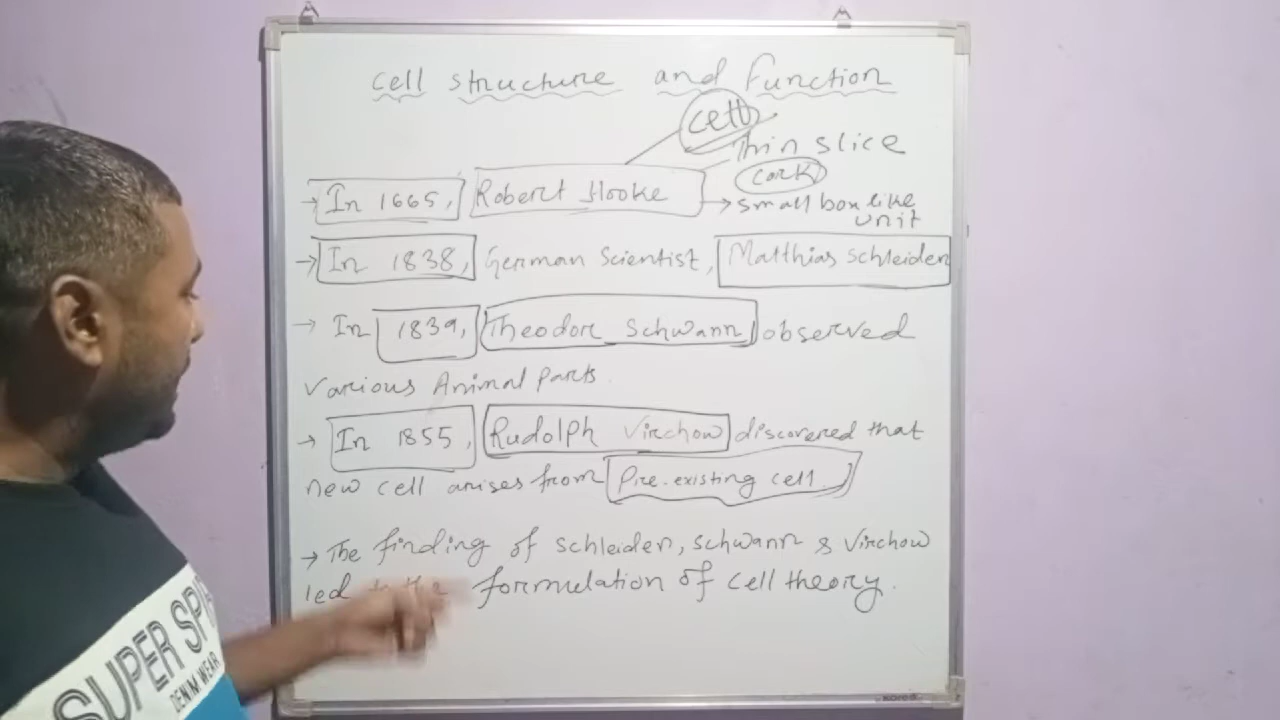 Cell structure and Function
cell
Thin slice
cork
→ In 1665, Robert Hooke → small box like
unit
→ In 1838, German Scientist, Matthias Schleiden
→ In 1839, Theodor Schwann observed
Various Animal Parts.
→ In 1855, Rudolph Virchow discovered that
new cell arises from Pre-existing cell
→ The finding of Schleiden, Schwann & Virchow
led the formulation of cell theory.
SUPER SP
DENIM WEAR